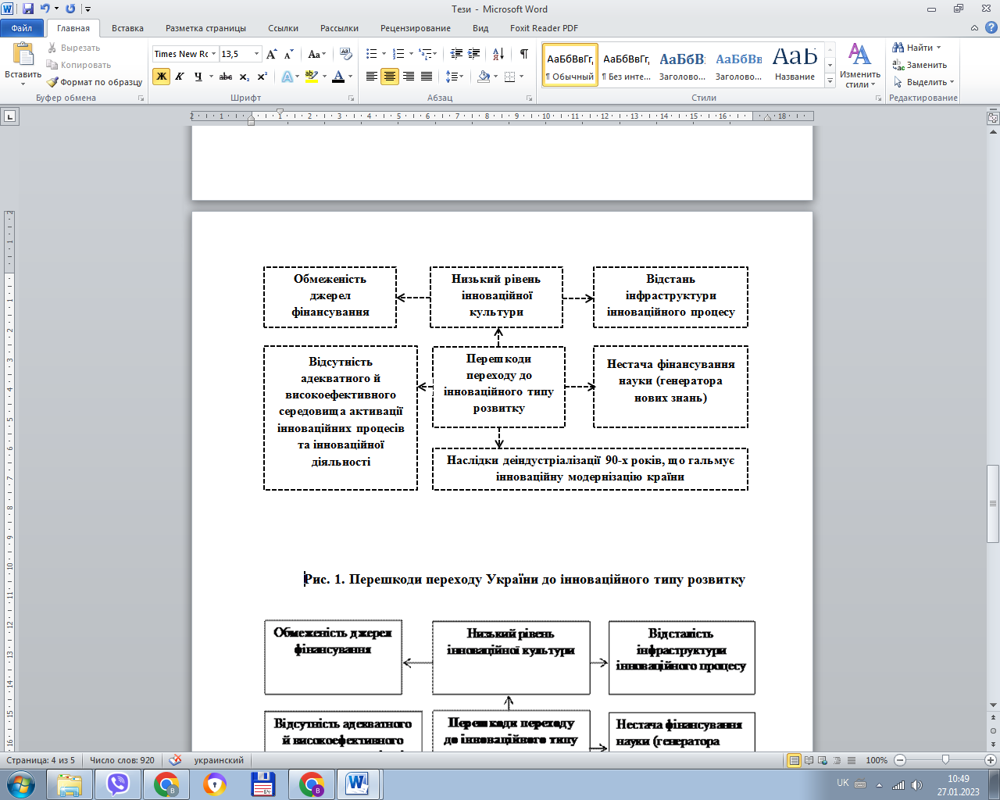 Тези - Microsoft Word
Файл Главная Вставка Разметка страницы Ссылки Рассылки Рецензирование Вид Foxit Reader PDF
Вставить
Вырезать
Копировать
Формат по образцу
Буфер обмена
Times New Ro 13,5
Шрифт
Абзац
АаБбВвГг, АаБбВвГг, АаБбВ АаБбВв АаБ
¶ Обычный ¶ Без инте... Заголово... Заголово... Название
Стили
Изменить стили
Найти
Заменить
Выделить
Редактирование
Обмеженість
джерел
фінансування
Низький рівень
інноваційної
культури
Відстань
інфраструктури
інноваційного процесу
Відсутність
адекватного й
високоефективного
середовища активації
інноваційних процесів
та інноваційної
діяльності
Перешкоди
переходу до
інноваційного типу
розвитку
Нестача фінансування
науки (генератора
нових знань)
Наслідки деіндустріалізації 90-х років, що гальмує
інноваційну модернізацію країни
Рис. 1. Перешкоди переходу України до інноваційного типу розвитку
Обмеженість джерел
фінансування
Низький рівень
інноваційної культури
Відсталість
інфраструктури
інноваційного процесу
Відсутність адекватного
й високоефективного
Перешкоди переходу
до інноваційного типу
Нестача фінансування
науки (генератора
Страница: 4 из 5 Число слов: 920 украинский 100%
UK 10:49
27.01.2023